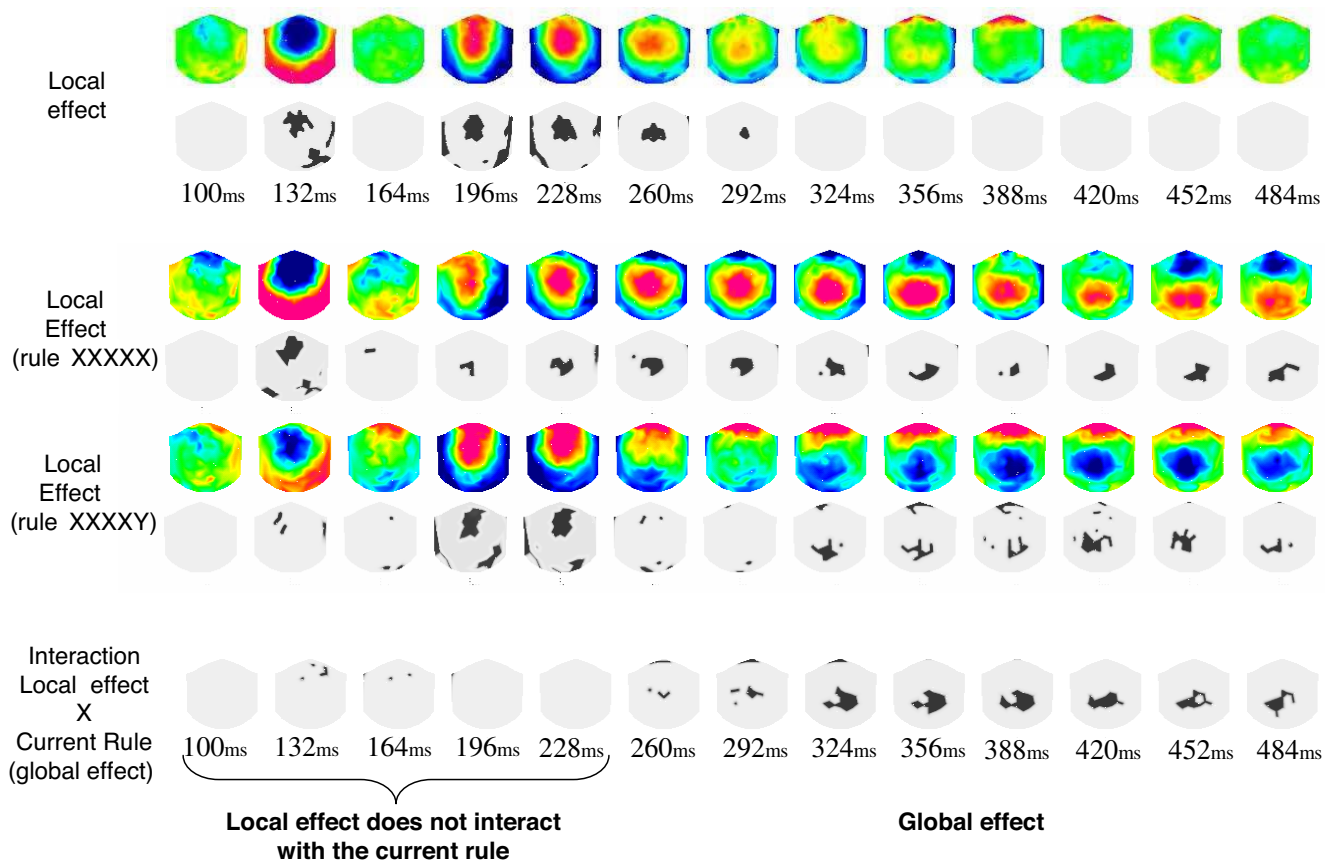 Local
effect
100ms 132ms 164ms 196ms 228ms 260ms 292ms 324ms 356ms 388ms 420ms 452ms 484ms
Local
Effect
(rule XXXXX)
Local
Effect
(rule XXXXY)
Interaction
Local effect
X
Current Rule
(global effect)
100ms 132ms 164ms 196ms 228ms 260ms 292ms 324ms 356ms 388ms 420ms 452ms 484ms
Local effect does not interact
with the current rule
Global effect